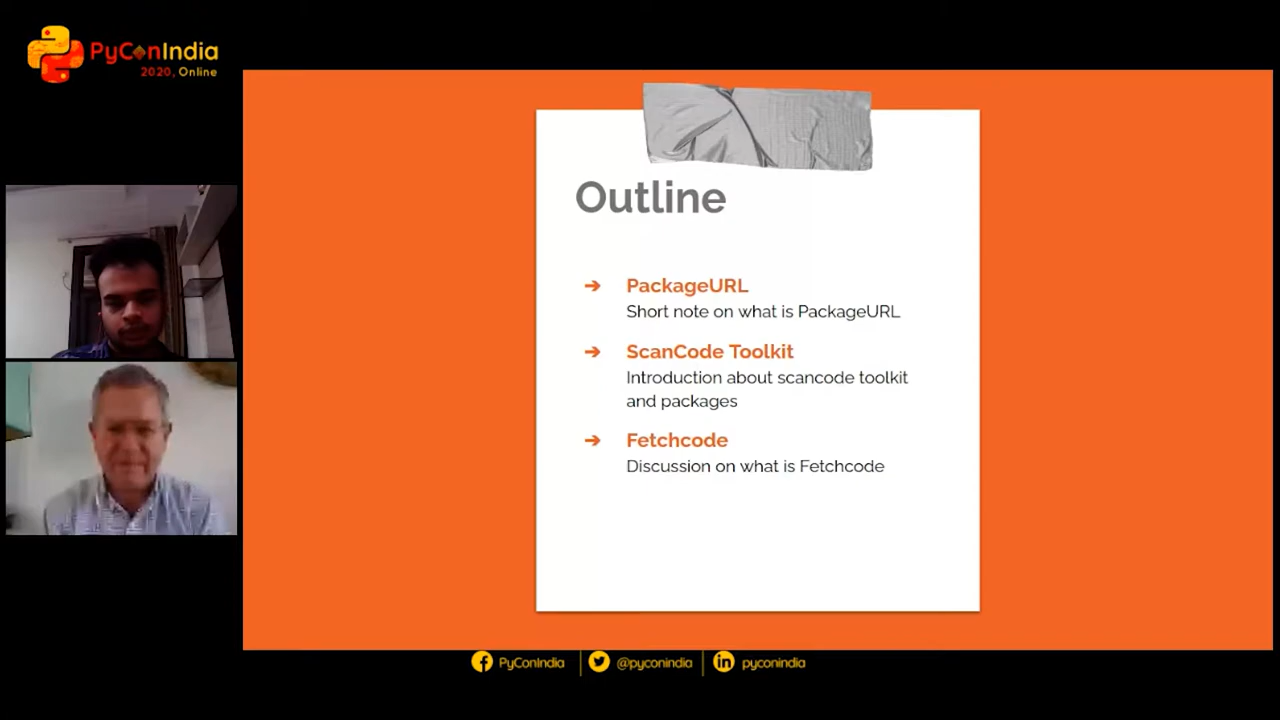 PyConIndia
2020, Online
Outline
➔ PackageURL
Short note on what is PackageURL
➔ ScanCode Toolkit
Introduction about scancode toolkit
and packages
➔ Fetchcode
Discussion on what is Fetchcode
PyConIndia
@pyconindia
pyconindia